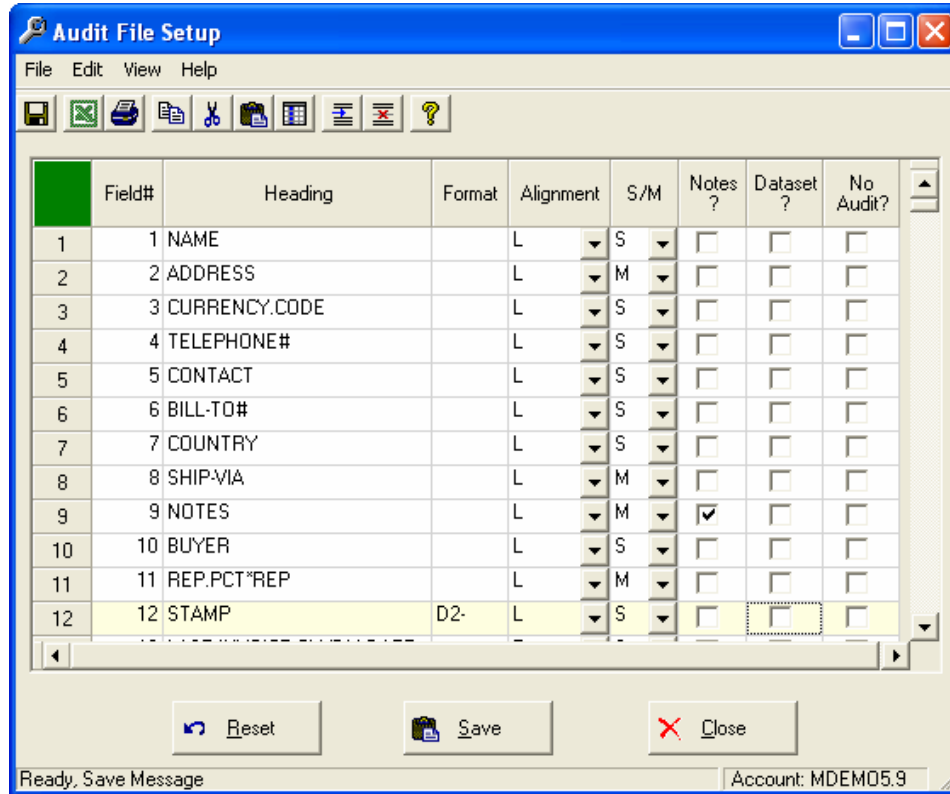 Audit File Setup
File Edit View Help
Field# Heading Format Alignment S/M Notes ? Dataset ? No Audit?
1 1 NAME L S
2 2 ADDRESS L M
3 3 CURRENCY.CODE L S
4 4 TELEPHONE# L S
5 5 CONTACT L S
6 6 BILL-TO# L S
7 7 COUNTRY L S
8 8 SHIP-VIA L M
9 9 NOTES L M
10 10 BUYER L S
11 11 REP.PCT*REP L M
12 12 STAMP D2- L S
Reset Save Close
Ready, Save Message Account: MDEMO5.9